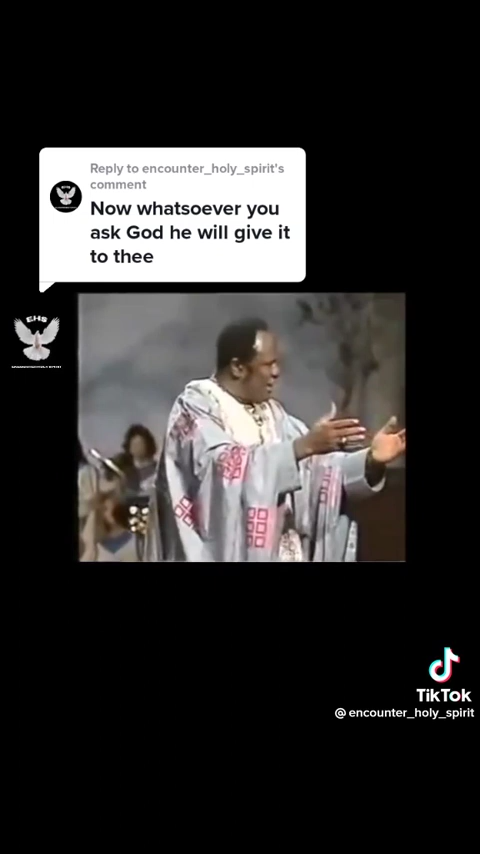 Reply to encounter_holy_spirit's
comment
Now whatsoever you
ask God he will give it
to thee
EHS
TikTok
@encounter_holy_spirit